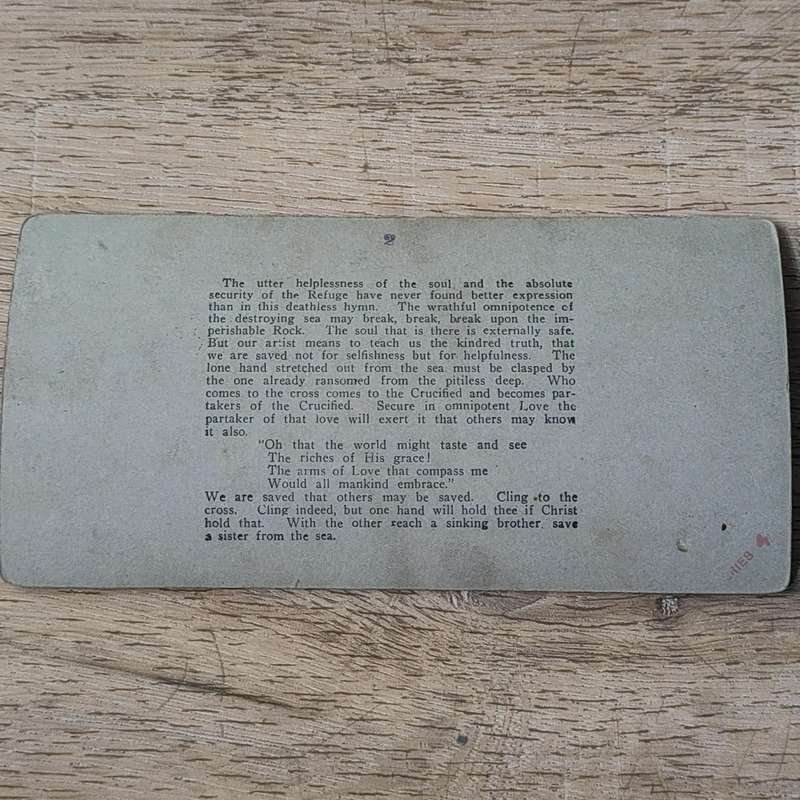 2
The utter helplessness of the soul and the absolute
security of the Refuge have never found better expression
than in this deathless hymn. The wrathful omnipotence of
the destroying sea may break, break, break upon the im-
perishable Rock. The soul that is there is externally safe.
But our artist means to teach us the kindred truth, that
we are saved not for selfishness but for helpfulness. The
lone hand stretched out from the sea must be clasped by
the one already ransomed from the pitiless deep. Who
comes to the cross comes to the Crucified and becomes par-
takers of the Crucified. Secure in omnipotent Love the
partaker of that love will exert it that others may know
it also.
"Oh that the world might taste and see
The riches of His grace!
The arms of Love that compass me
Would all mankind embrace."
We are saved that others may be saved. Cling to the
cross. Cling indeed, but one hand will hold thee if Christ
hold that. With the other reach a sinking brother, save
a sister from the sea.
4